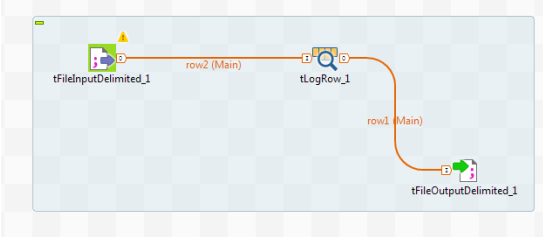 row2 (Main)
tFileInputDelimited_1
tLogRow_1
row1 (Main)
tFileOutputDelimited_1